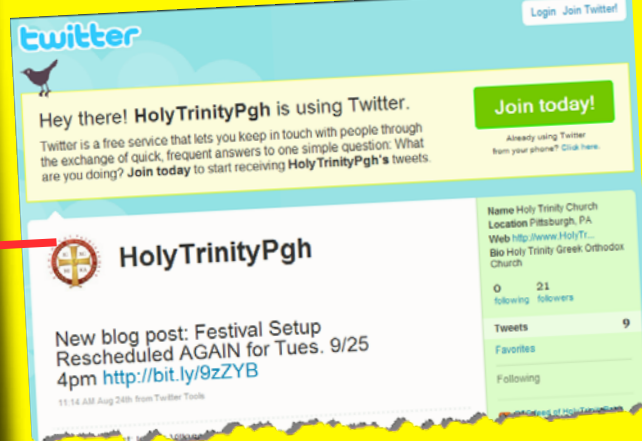 Login Join Twitter!
twitter
Hey there! HolyTrinityPgh is using Twitter.
Twitter is a free service that lets you keep in touch with people through
the exchange of quick, frequent answers to one simple question: What
are you doing? Join today to start receiving HolyTrinityPgh's tweets.
Join today!
Already using Twitter
from your phone? Click here.
HolyTrinityPgh
New blog post: Festival Setup
Rescheduled AGAIN for Tues. 9/25
4pm http://bit.ly/9zZYB
11:14 AM Aug 24th from Twitter Tools
Name Holy Trinity Church
Location Pittsburgh, PA
Web http://www.HolyTr...
Bio Holy Trinity Greek Orthodox
Church
0 21
following followers
Tweets 9
Favorites
Following